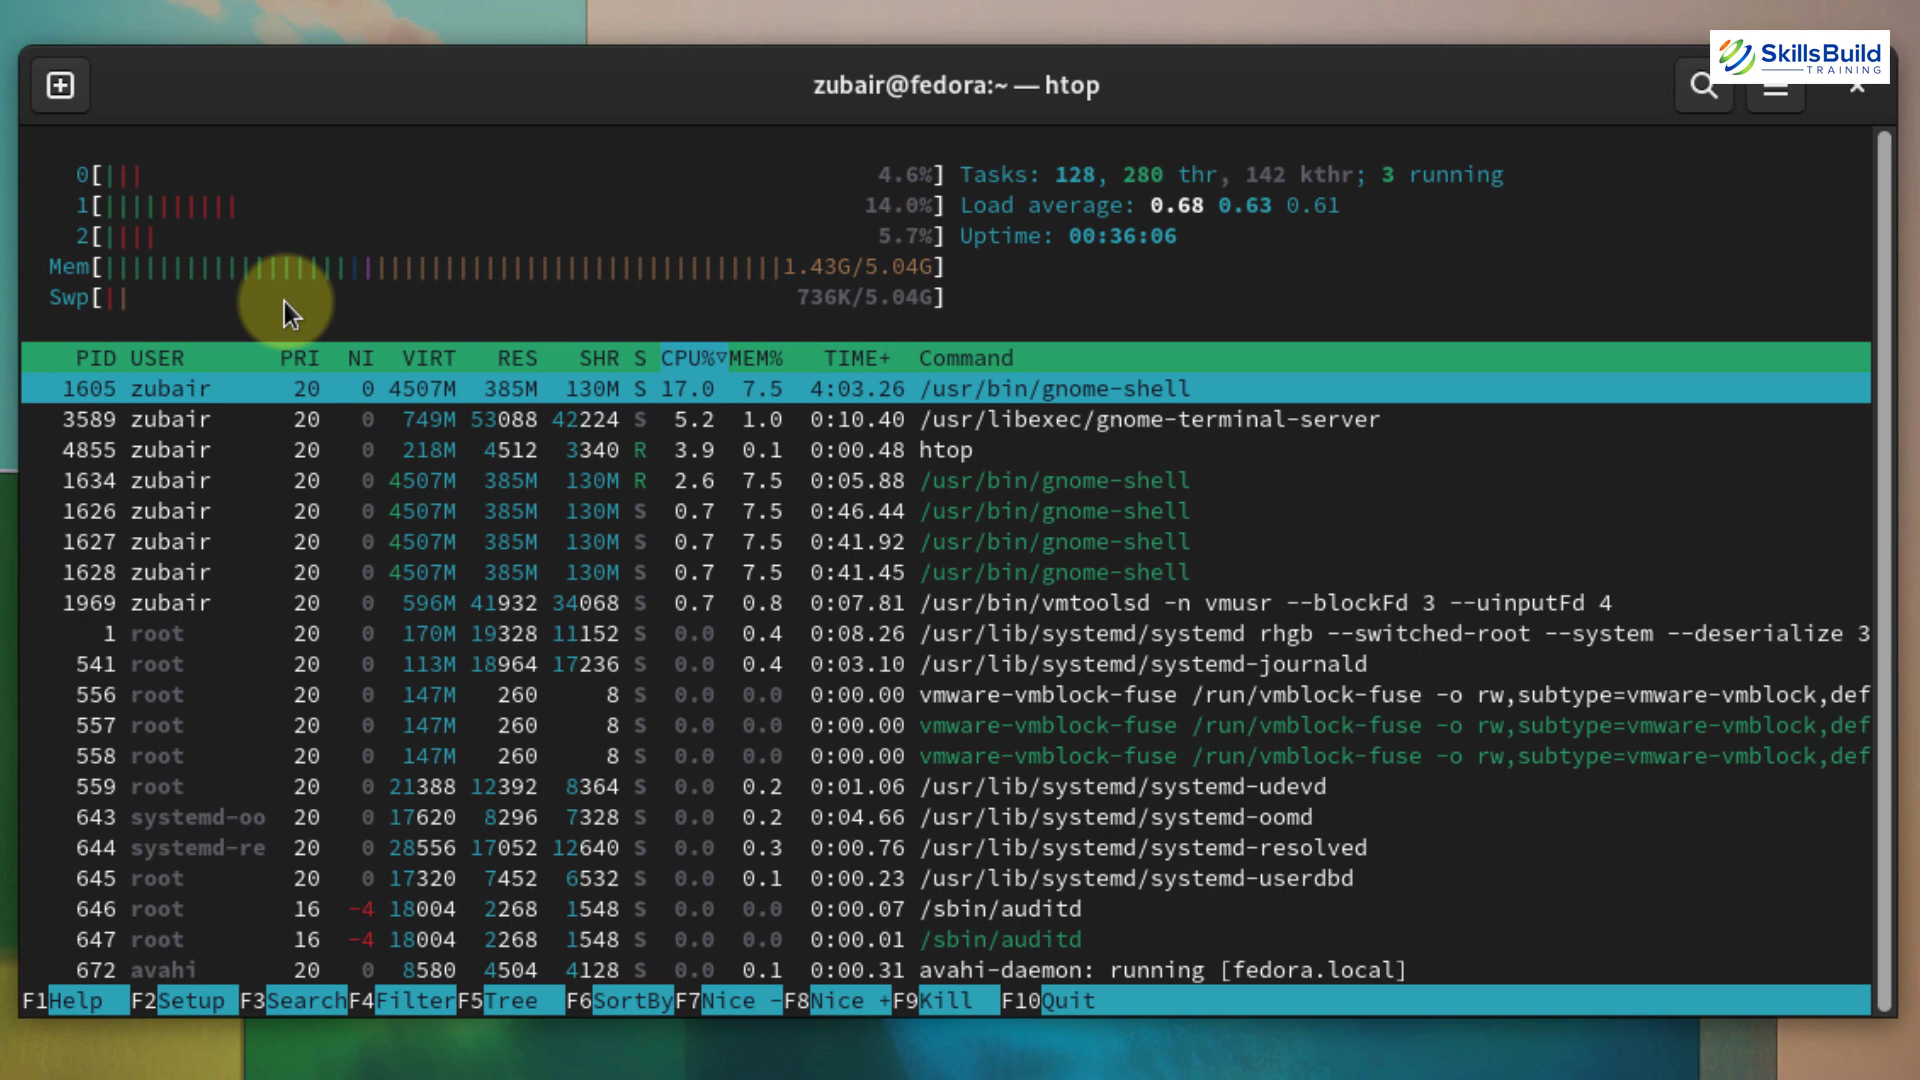 SkillsBuild
TRAINING
zubair@fedora:~ — htop
0[||| 4.6%] Tasks: 128, 280 thr, 142 kthr; 3 running
1[|||||||||| 14.0%] Load average: 0.68 0.63 0.61
2[|||| 5.7%] Uptime: 00:36:06
Mem[||||||||||||||||||||||||||||||||||||||||||||||||||1.43G/5.04G]
Swp[|| 736K/5.04G]
PID USER PRI NI VIRT RES SHR S CPU%▽MEM% TIME+ Command
1605 zubair 20 0 4507M 385M 130M S 17.0 7.5 4:03.26 /usr/bin/gnome-shell
3589 zubair 20 0 749M 53088 42224 S 5.2 1.0 0:10.40 /usr/libexec/gnome-terminal-server
4855 zubair 20 0 218M 4512 3340 R 3.9 0.1 0:00.48 htop
1634 zubair 20 0 4507M 385M 130M R 2.6 7.5 0:05.88 /usr/bin/gnome-shell
1626 zubair 20 0 4507M 385M 130M S 0.7 7.5 0:46.44 /usr/bin/gnome-shell
1627 zubair 20 0 4507M 385M 130M S 0.7 7.5 0:41.92 /usr/bin/gnome-shell
1628 zubair 20 0 4507M 385M 130M S 0.7 7.5 0:41.45 /usr/bin/gnome-shell
1969 zubair 20 0 596M 41932 34068 S 0.7 0.8 0:07.81 /usr/bin/vmtoolsd -n vmusr --blockFd 3 --uinputFd 4
1 root 20 0 170M 19328 11152 S 0.0 0.4 0:08.26 /usr/lib/systemd/systemd rhgb --switched-root --system --deserialize 3
541 root 20 0 113M 18964 17236 S 0.0 0.4 0:03.10 /usr/lib/systemd/systemd-journald
556 root 20 0 147M 260 8 S 0.0 0.0 0:00.00 vmware-vmblock-fuse /run/vmblock-fuse -o rw,subtype=vmware-vmblock,def
557 root 20 0 147M 260 8 S 0.0 0.0 0:00.00 vmware-vmblock-fuse /run/vmblock-fuse -o rw,subtype=vmware-vmblock,def
558 root 20 0 147M 260 8 S 0.0 0.0 0:00.00 vmware-vmblock-fuse /run/vmblock-fuse -o rw,subtype=vmware-vmblock,def
559 root 20 0 21388 12392 8364 S 0.0 0.2 0:01.06 /usr/lib/systemd/systemd-udevd
643 systemd-oo 20 0 17620 8296 7328 S 0.0 0.2 0:04.66 /usr/lib/systemd/systemd-oomd
644 systemd-re 20 0 28556 17052 12640 S 0.0 0.3 0:00.76 /usr/lib/systemd/systemd-resolved
645 root 20 0 17320 7452 6532 S 0.0 0.1 0:00.23 /usr/lib/systemd/systemd-userdbd
646 root 16 -4 18004 2268 1548 S 0.0 0.0 0:00.07 /sbin/auditd
647 root 16 -4 18004 2268 1548 S 0.0 0.0 0:00.01 /sbin/auditd
672 avahi 20 0 8580 4504 4128 S 0.0 0.1 0:00.31 avahi-daemon: running [fedora.local]
F1Help F2Setup F3SearchF4FilterF5Tree F6SortByF7Nice -F8Nice +F9Kill F10Quit